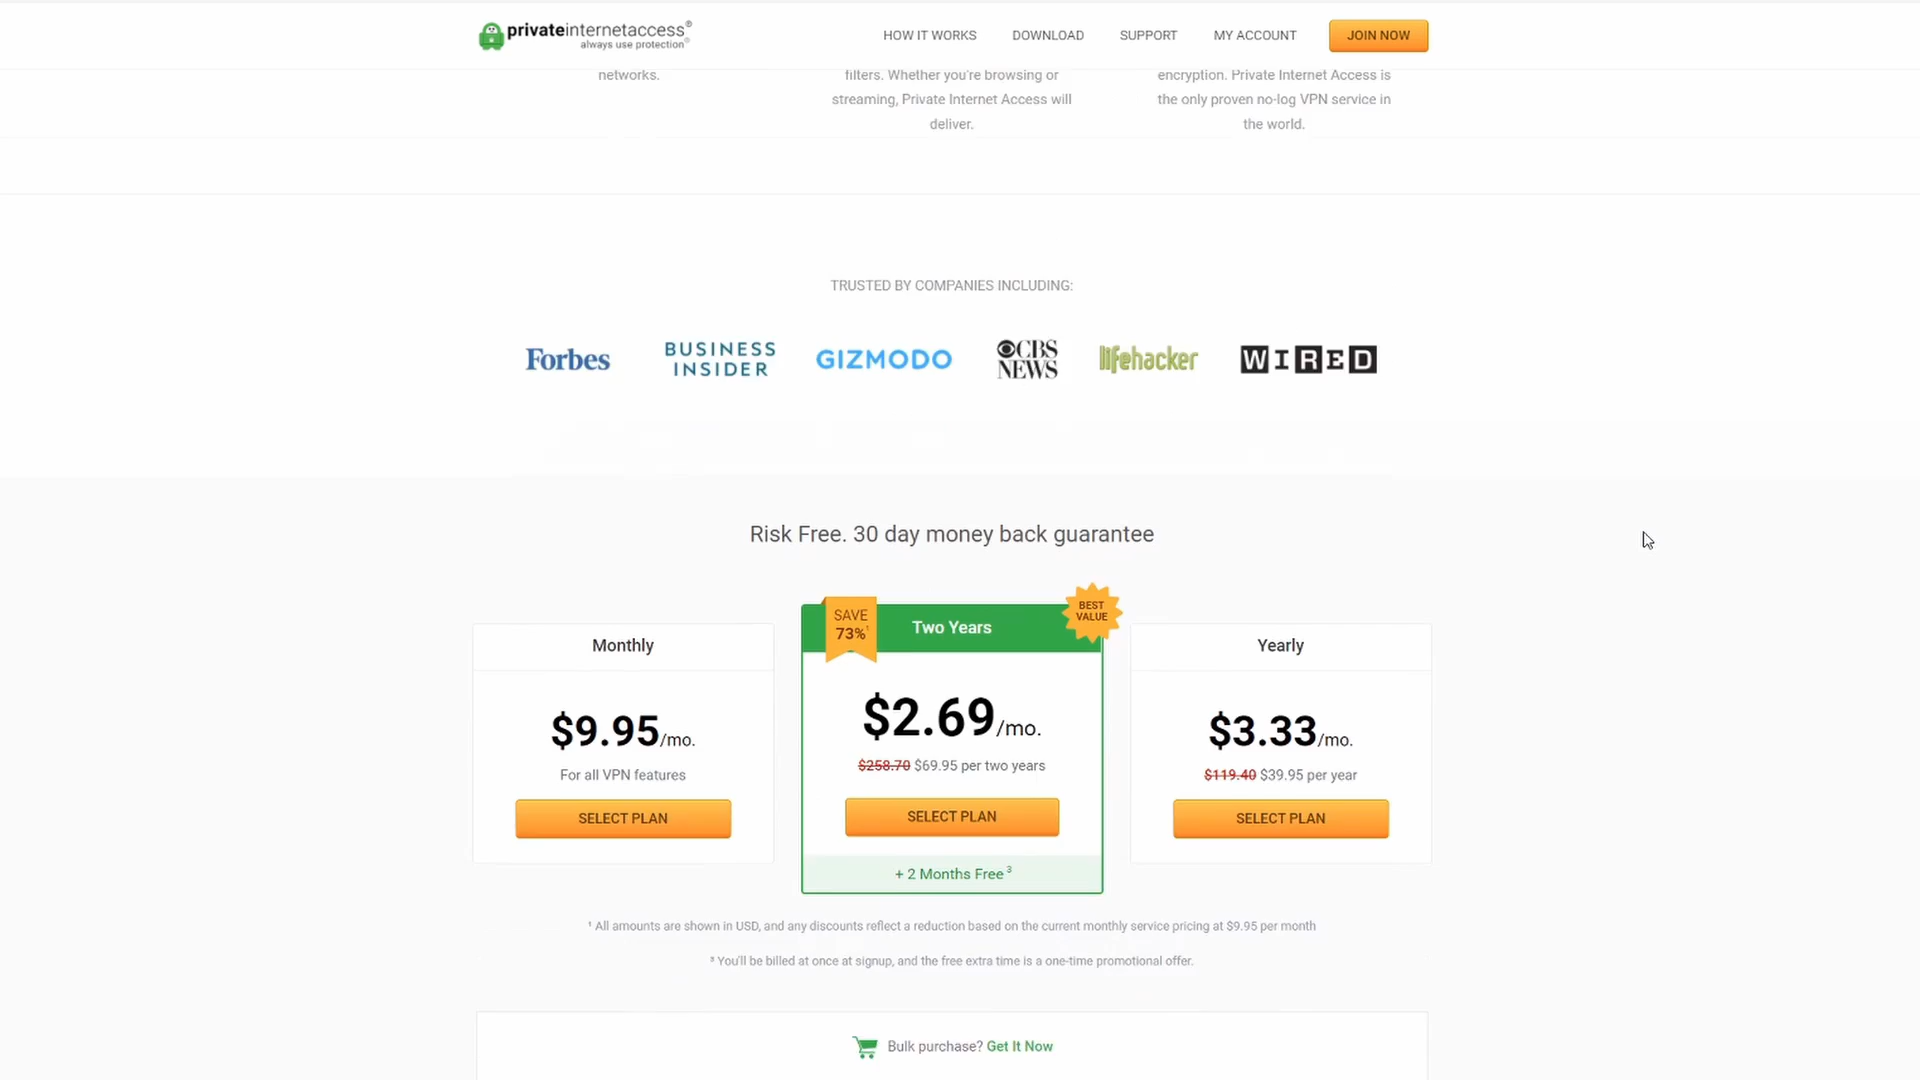 privateinternetaccess®
always use protection®
HOW IT WORKS
DOWNLOAD
SUPPORT
MY ACCOUNT
JOIN NOW
networks.
filters. Whether you're browsing or
streaming, Private Internet Access will
deliver.
encryption. Private Internet Access is
the only proven no-log VPN service in
the world.
TRUSTED BY COMPANIES INCLUDING:
Forbes
BUSINESS
INSIDER
GIZMODO
CBS
NEWS
lifehacker
WIRED
Risk Free. 30 day money back guarantee
Monthly
$9.95/mo.
For all VPN features
SELECT PLAN
SAVE
73%¹
Two Years
BEST
VALUE
$2.69/mo.
$258.70 $69.95 per two years
SELECT PLAN
+ 2 Months Free ³
Yearly
$3.33/mo.
$119.40 $39.95 per year
SELECT PLAN
¹ All amounts are shown in USD, and any discounts reflect a reduction based on the current monthly service pricing at $9.95 per month
³ You'll be billed at once at signup, and the free extra time is a one-time promotional offer.
Bulk purchase? Get It Now